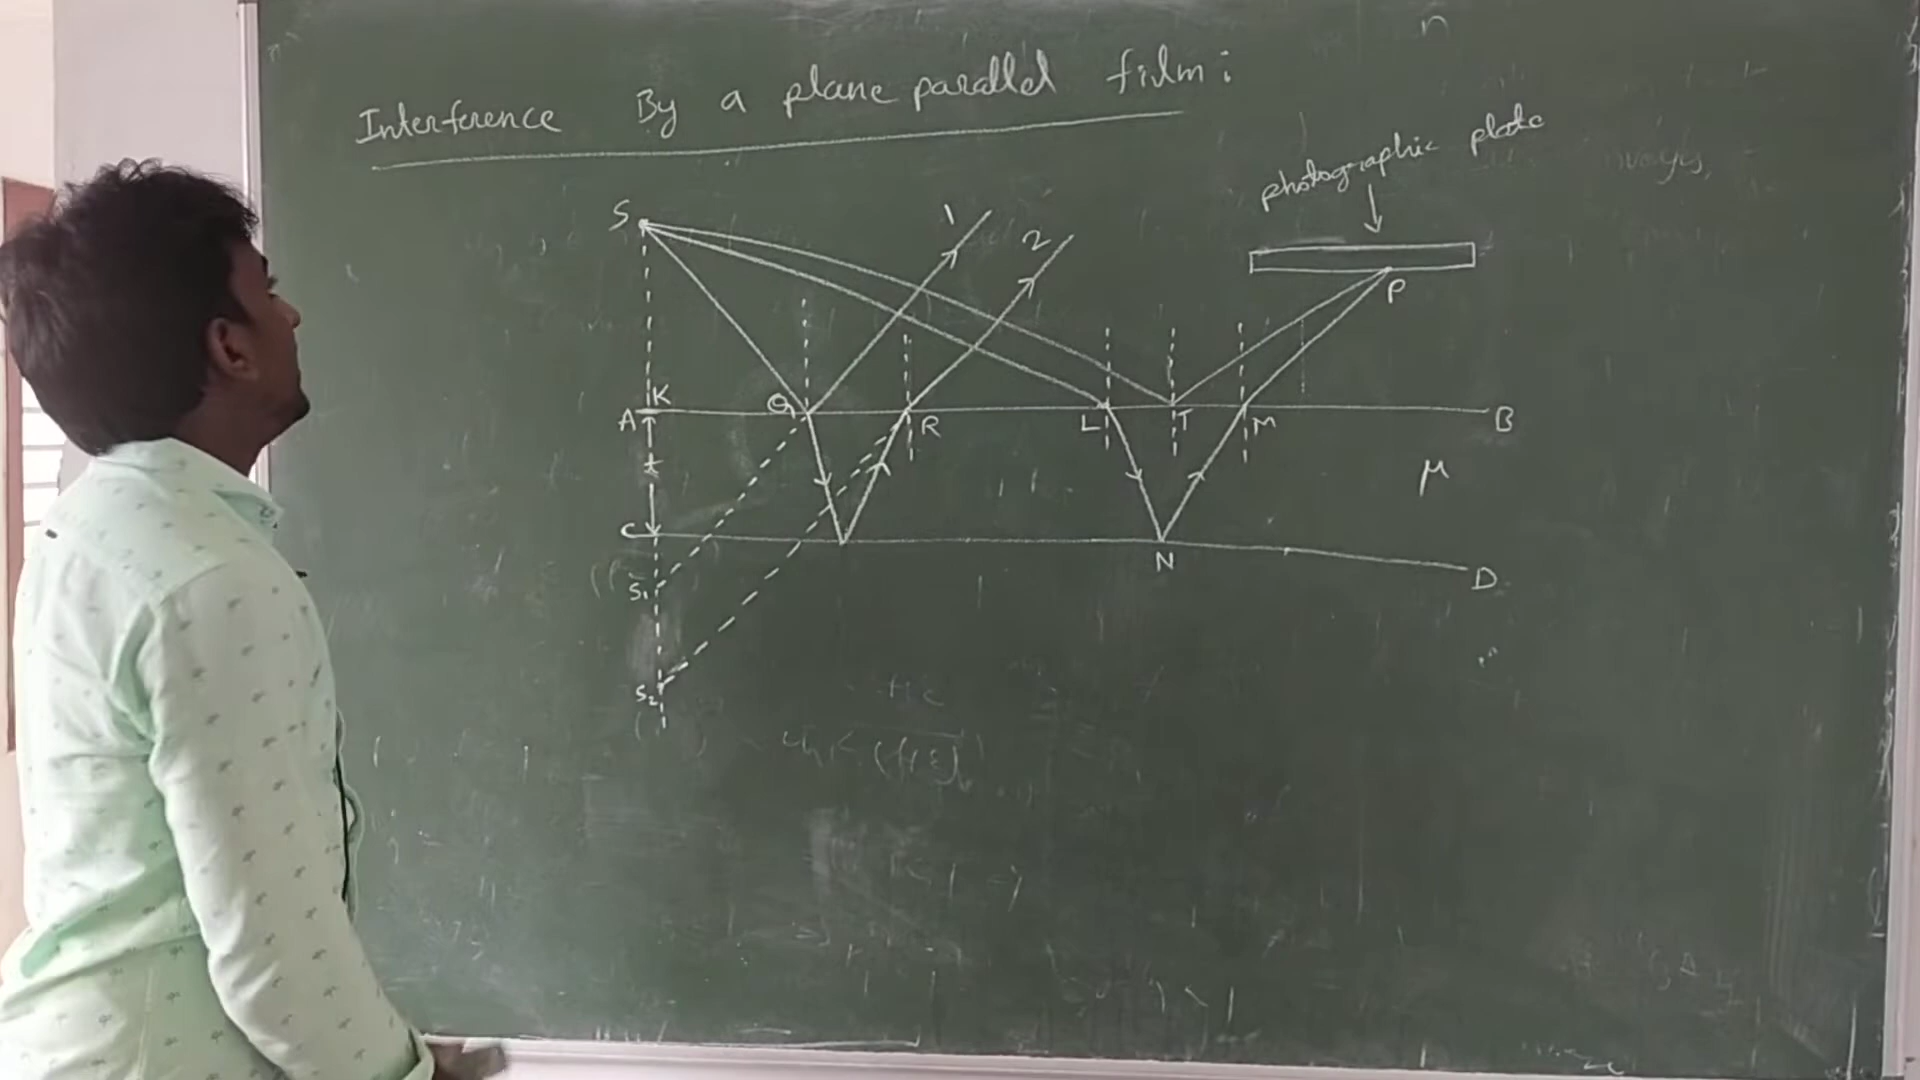 Interference By a plane parallel film:
photographic plate
S
1
2
P
A K Q R L T M B
t
μ
C
N
D
S₁
S₂